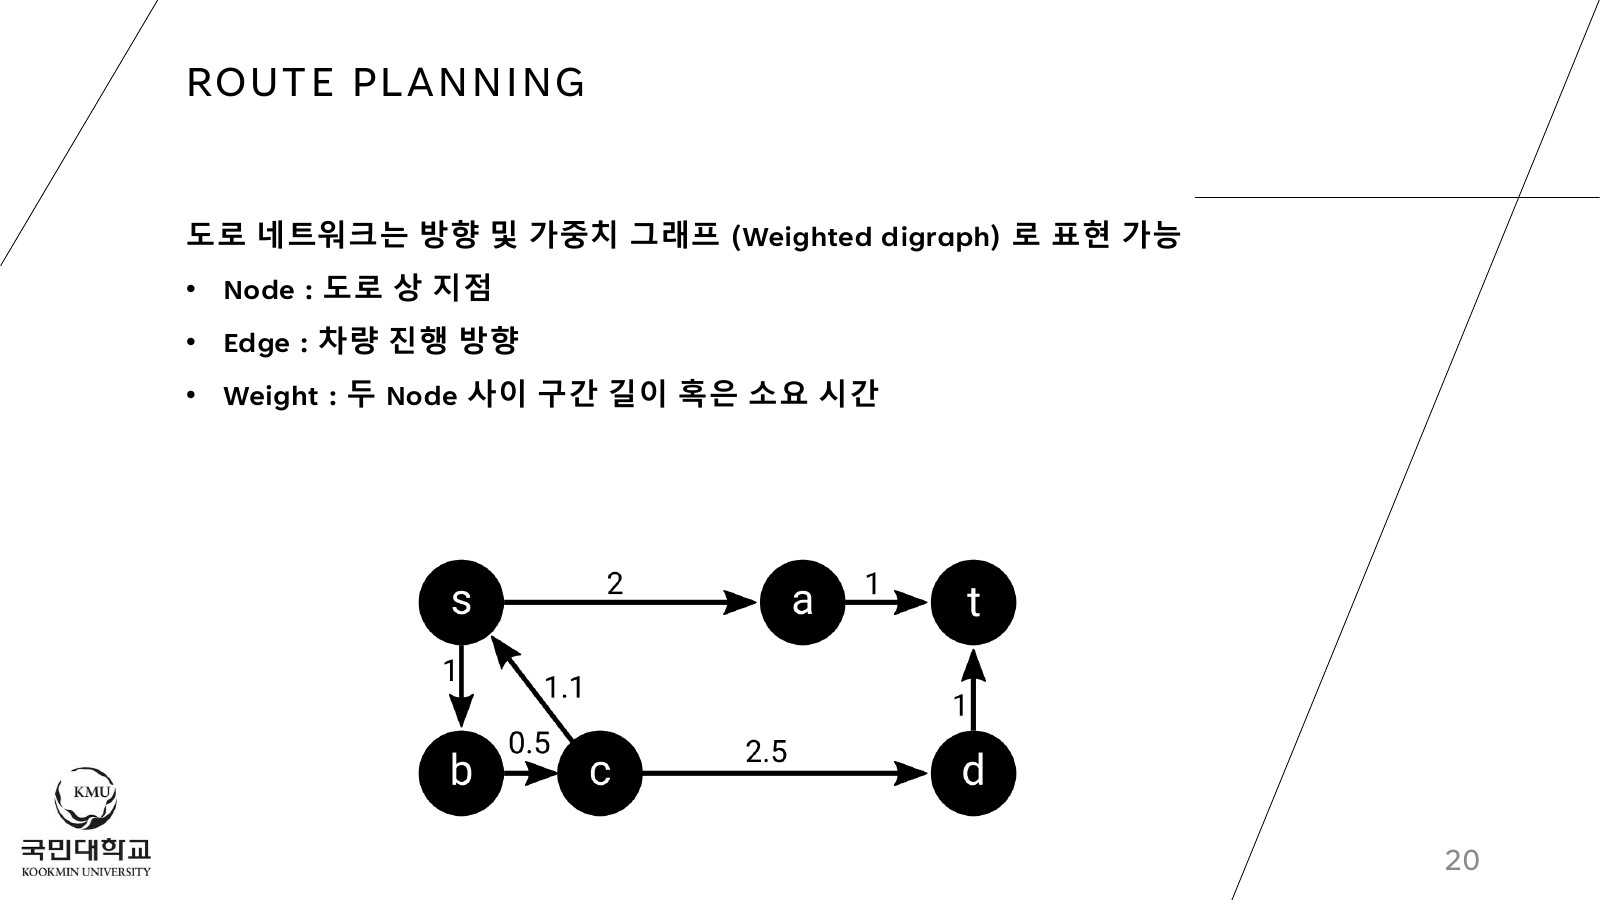 ROUTE PLANNING
도로 네트워크는 방향 및 가중치 그래프 (Weighted digraph) 로 표현 가능
• Node : 도로 상 지점
• Edge : 차량 진행 방향
• Weight : 두 Node 사이 구간 길이 혹은 소요 시간
s 2 a 1 t
1 1.1 1
b 0.5 c 2.5 d
KMU
국민대학교
KOOKMIN UNIVERSITY
20